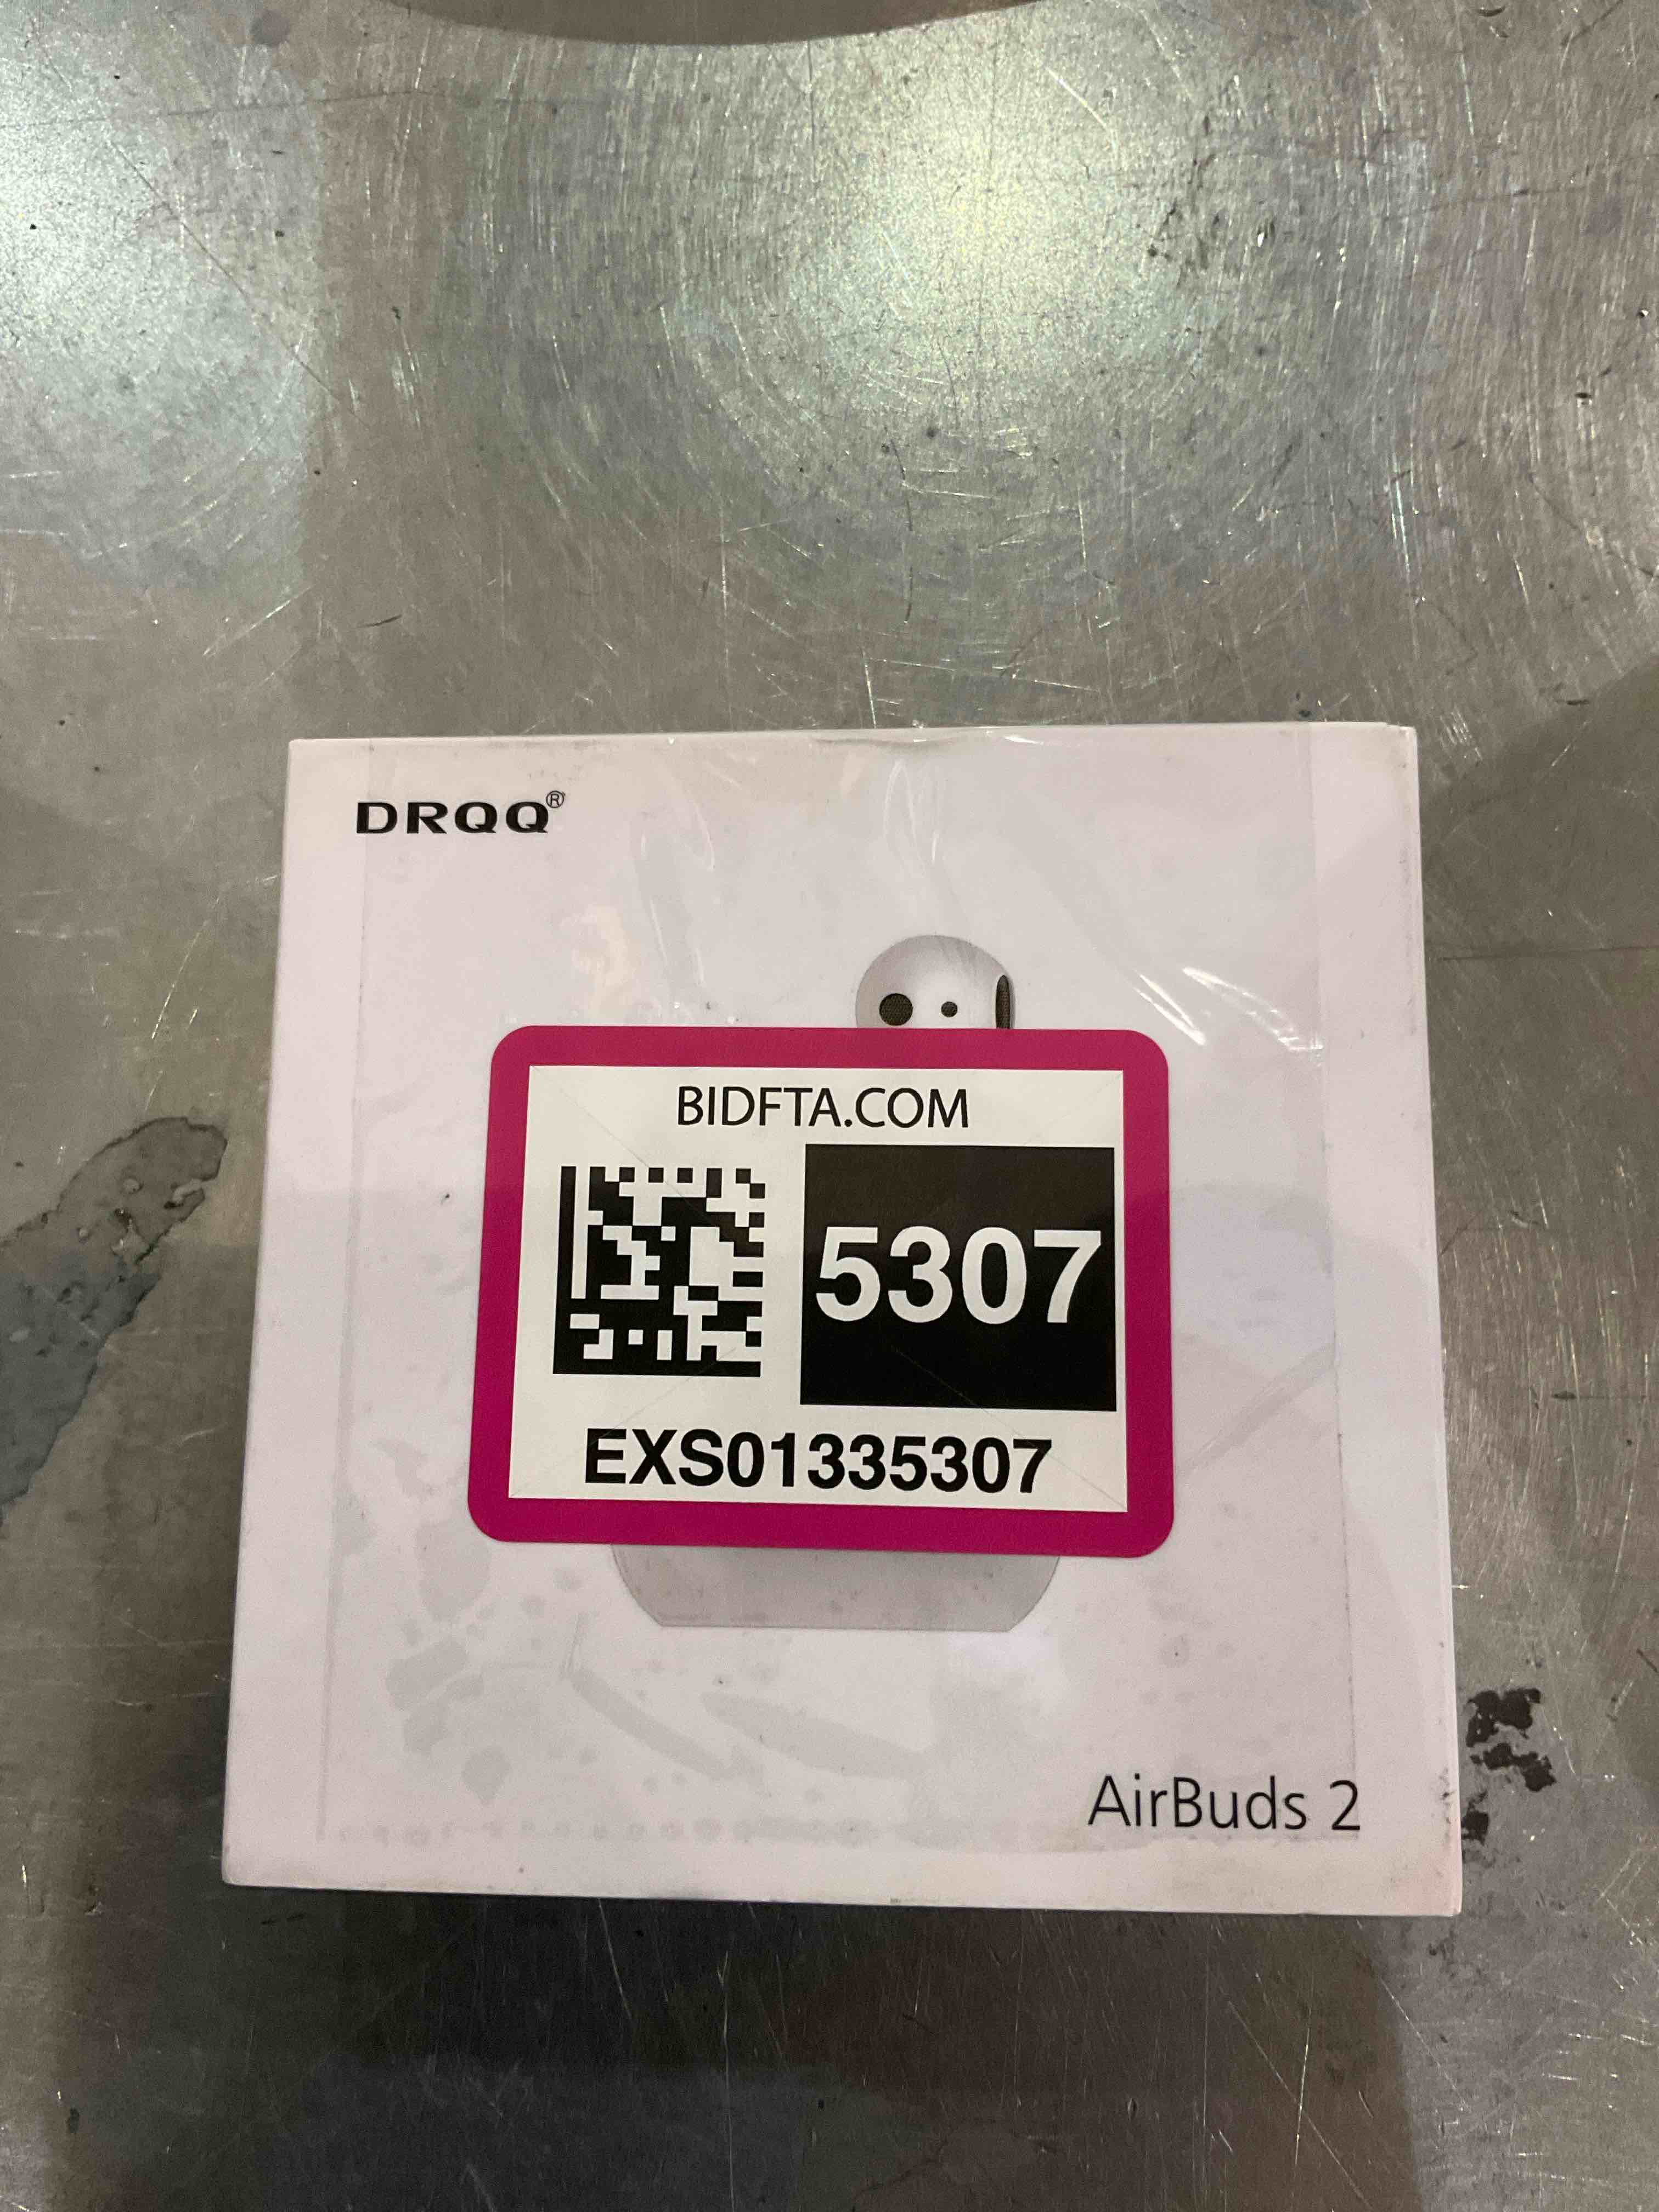 DRQQ®
BIDFTA.COM
5307
EXS01335307
AirBuds 2